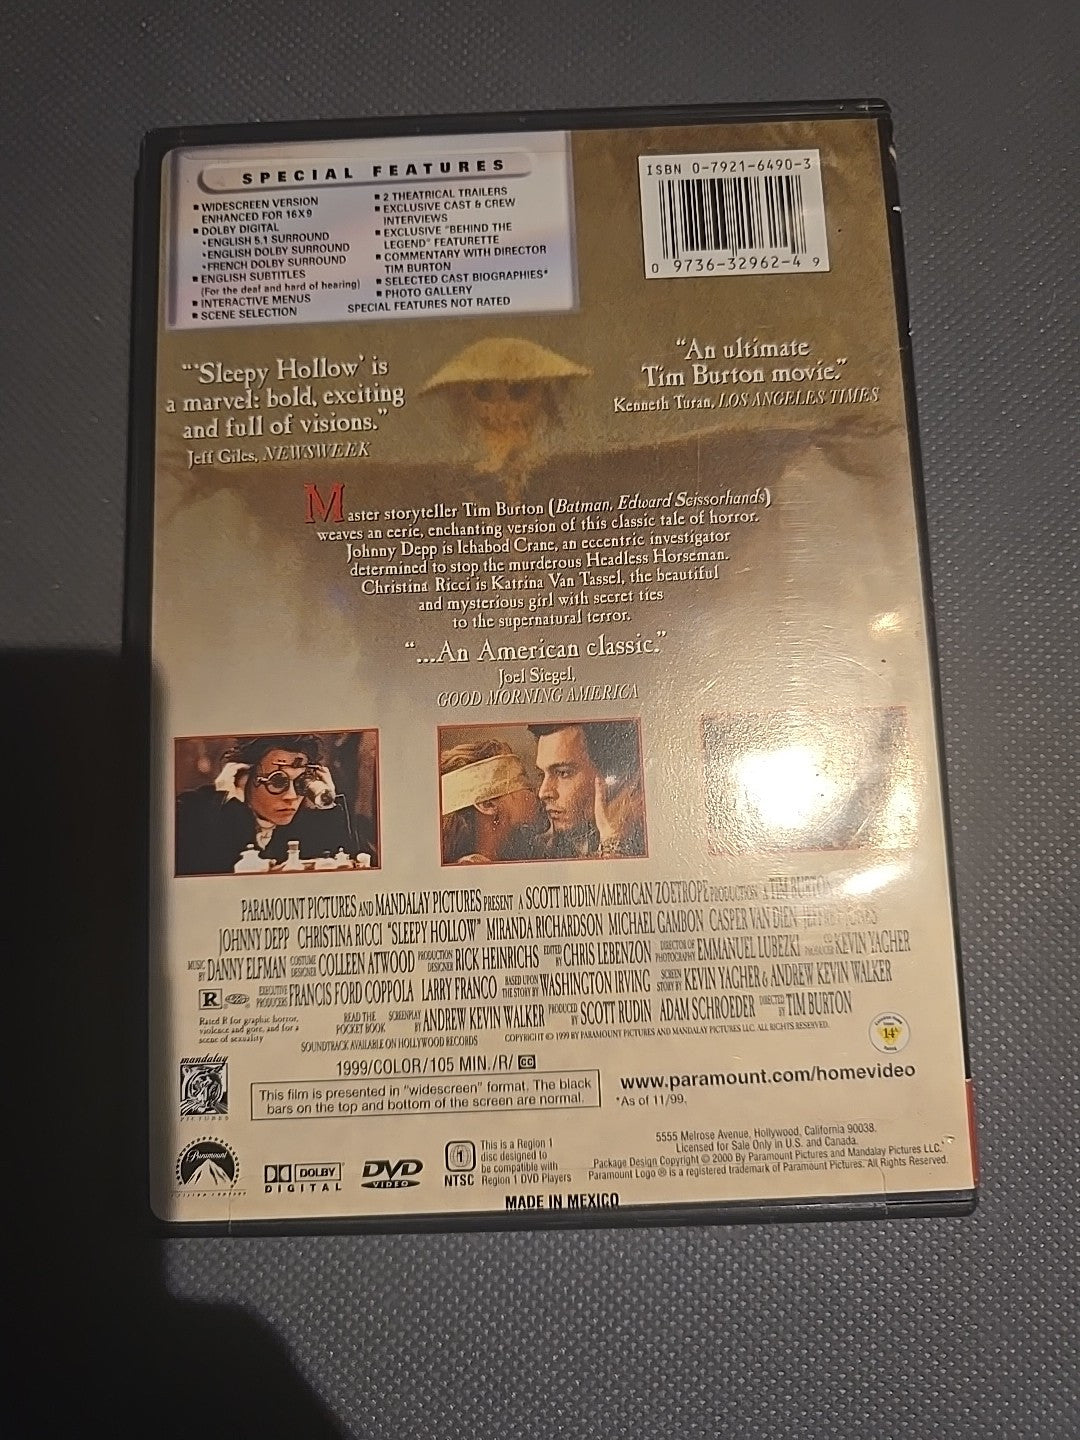 SPECIAL FEATURES
■ WIDESCREEN VERSION
ENHANCED FOR 16X9
■ DOLBY DIGITAL
•ENGLISH 5.1 SURROUND
•ENGLISH DOLBY SURROUND
•FRENCH DOLBY SURROUND
■ ENGLISH SUBTITLES
(For the deaf and hard of hearing)
■ INTERACTIVE MENUS
■ SCENE SELECTION
■ 2 THEATRICAL TRAILERS
■ EXCLUSIVE CAST & CREW
INTERVIEWS
■ EXCLUSIVE "BEHIND THE
LEGEND" FEATURETTE
■ COMMENTARY WITH DIRECTOR
TIM BURTON
■ SELECTED CAST BIOGRAPHIES*
■ PHOTO GALLERY
SPECIAL FEATURES NOT RATED
ISBN 0-7921-6490-3
0 9736-32962-4 9
"'Sleepy Hollow' is
a marvel: bold, exciting
and full of visions."
Jeff Giles, NEWSWEEK
"An ultimate
Tim Burton movie."
Kenneth Turan, LOS ANGELES TIMES
Master storyteller Tim Burton (Batman, Edward Scissorhands)
weaves an eerie, enchanting version of this classic tale of horror.
Johnny Depp is Ichabod Crane, an eccentric investigator
determined to stop the murderous Headless Horseman.
Christina Ricci is Katrina Van Tassel, the beautiful
and mysterious girl with secret ties
to the supernatural terror.
"...An American classic."
Joel Siegel,
GOOD MORNING AMERICA
PARAMOUNT PICTURES AND MANDALAY PICTURES PRESENT A SCOTT RUDIN/AMERICAN ZOETROPE PRODUCTION A TIM BURTON
JOHNNY DEPP CHRISTINA RICCI "SLEEPY HOLLOW" MIRANDA RICHARDSON MICHAEL GAMBON CASPER VAN DIEN JEFFREY JONES
MUSIC BY DANNY ELFMAN COSTUME DESIGNER COLLEEN ATWOOD PRODUCTION DESIGNER RICK HEINRICHS EDITED BY CHRIS LEBENZON DIRECTOR OF PHOTOGRAPHY EMMANUEL LUBEZKI CO-PRODUCER KEVIN YAGHER
R EXECUTIVE PRODUCERS FRANCIS FORD COPPOLA LARRY FRANCO BASED UPON THE STORY BY WASHINGTON IRVING SCREEN STORY BY KEVIN YAGHER & ANDREW KEVIN WALKER
Rated R for graphic horror,
violence and gore, and for a
scene of sexuality
READ THE
POCKET BOOK
SCREENPLAY BY ANDREW KEVIN WALKER PRODUCED BY SCOTT RUDIN ADAM SCHROEDER DIRECTED BY TIM BURTON
SOUNDTRACK AVAILABLE ON HOLLYWOOD RECORDS
COPYRIGHT © 1999 BY PARAMOUNT PICTURES AND MANDALAY PICTURES LLC. ALL RIGHTS RESERVED.
14
mandalay
PICTURES
1999/COLOR/105 MIN./R/ CC
This film is presented in "widescreen" format. The black
bars on the top and bottom of the screen are normal.
www.paramount.com/homevideo
*As of 11/99.
Paramount
DOLBY
DIGITAL
DVD
VIDEO
1
NTSC
This is a Region 1
disc designed to
be compatible with
Region 1 DVD Players
5555 Melrose Avenue, Hollywood, California 90038.
Licensed for Sale Only in U.S. and Canada.
Package Design Copyright © 2000 By Paramount Pictures and Mandalay Pictures LLC.
Paramount Logo ® is a registered trademark of Paramount Pictures. All Rights Reserved.
MADE IN MEXICO